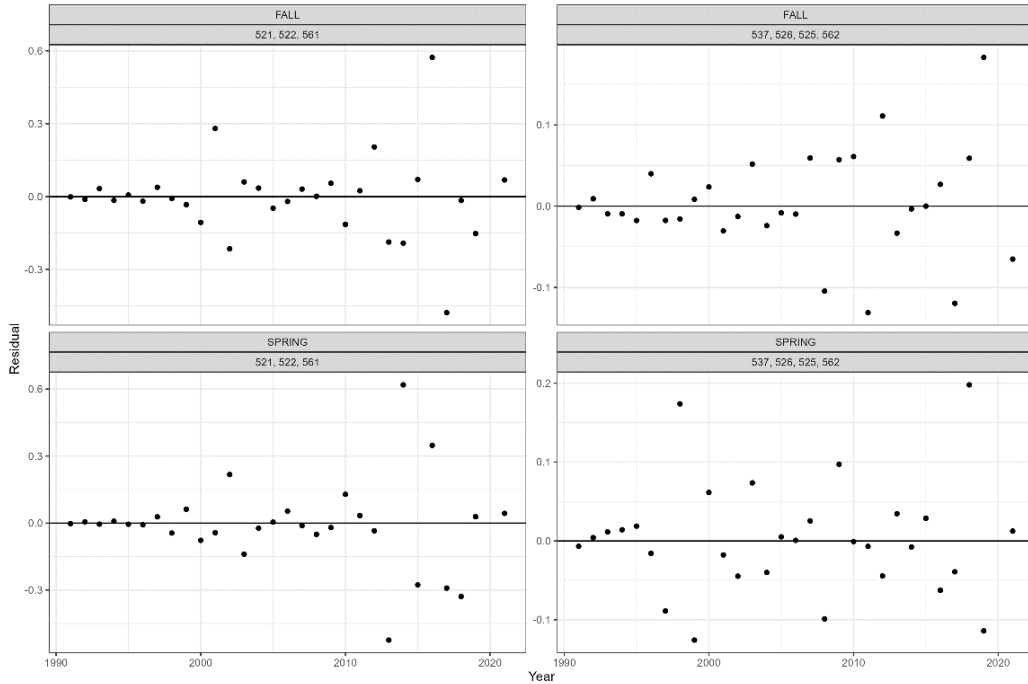 FALL
521, 522, 561
0.6
0.3
0.0
-0.3
FALL
537, 526, 525, 562
0.1
0.0
-0.1
Residual
SPRING
521, 522, 561
0.6
0.3
0.0
-0.3
SPRING
537, 526, 525, 562
0.2
0.1
0.0
-0.1
1990 2000 2010 2020
1990 2000 2010 2020
Year